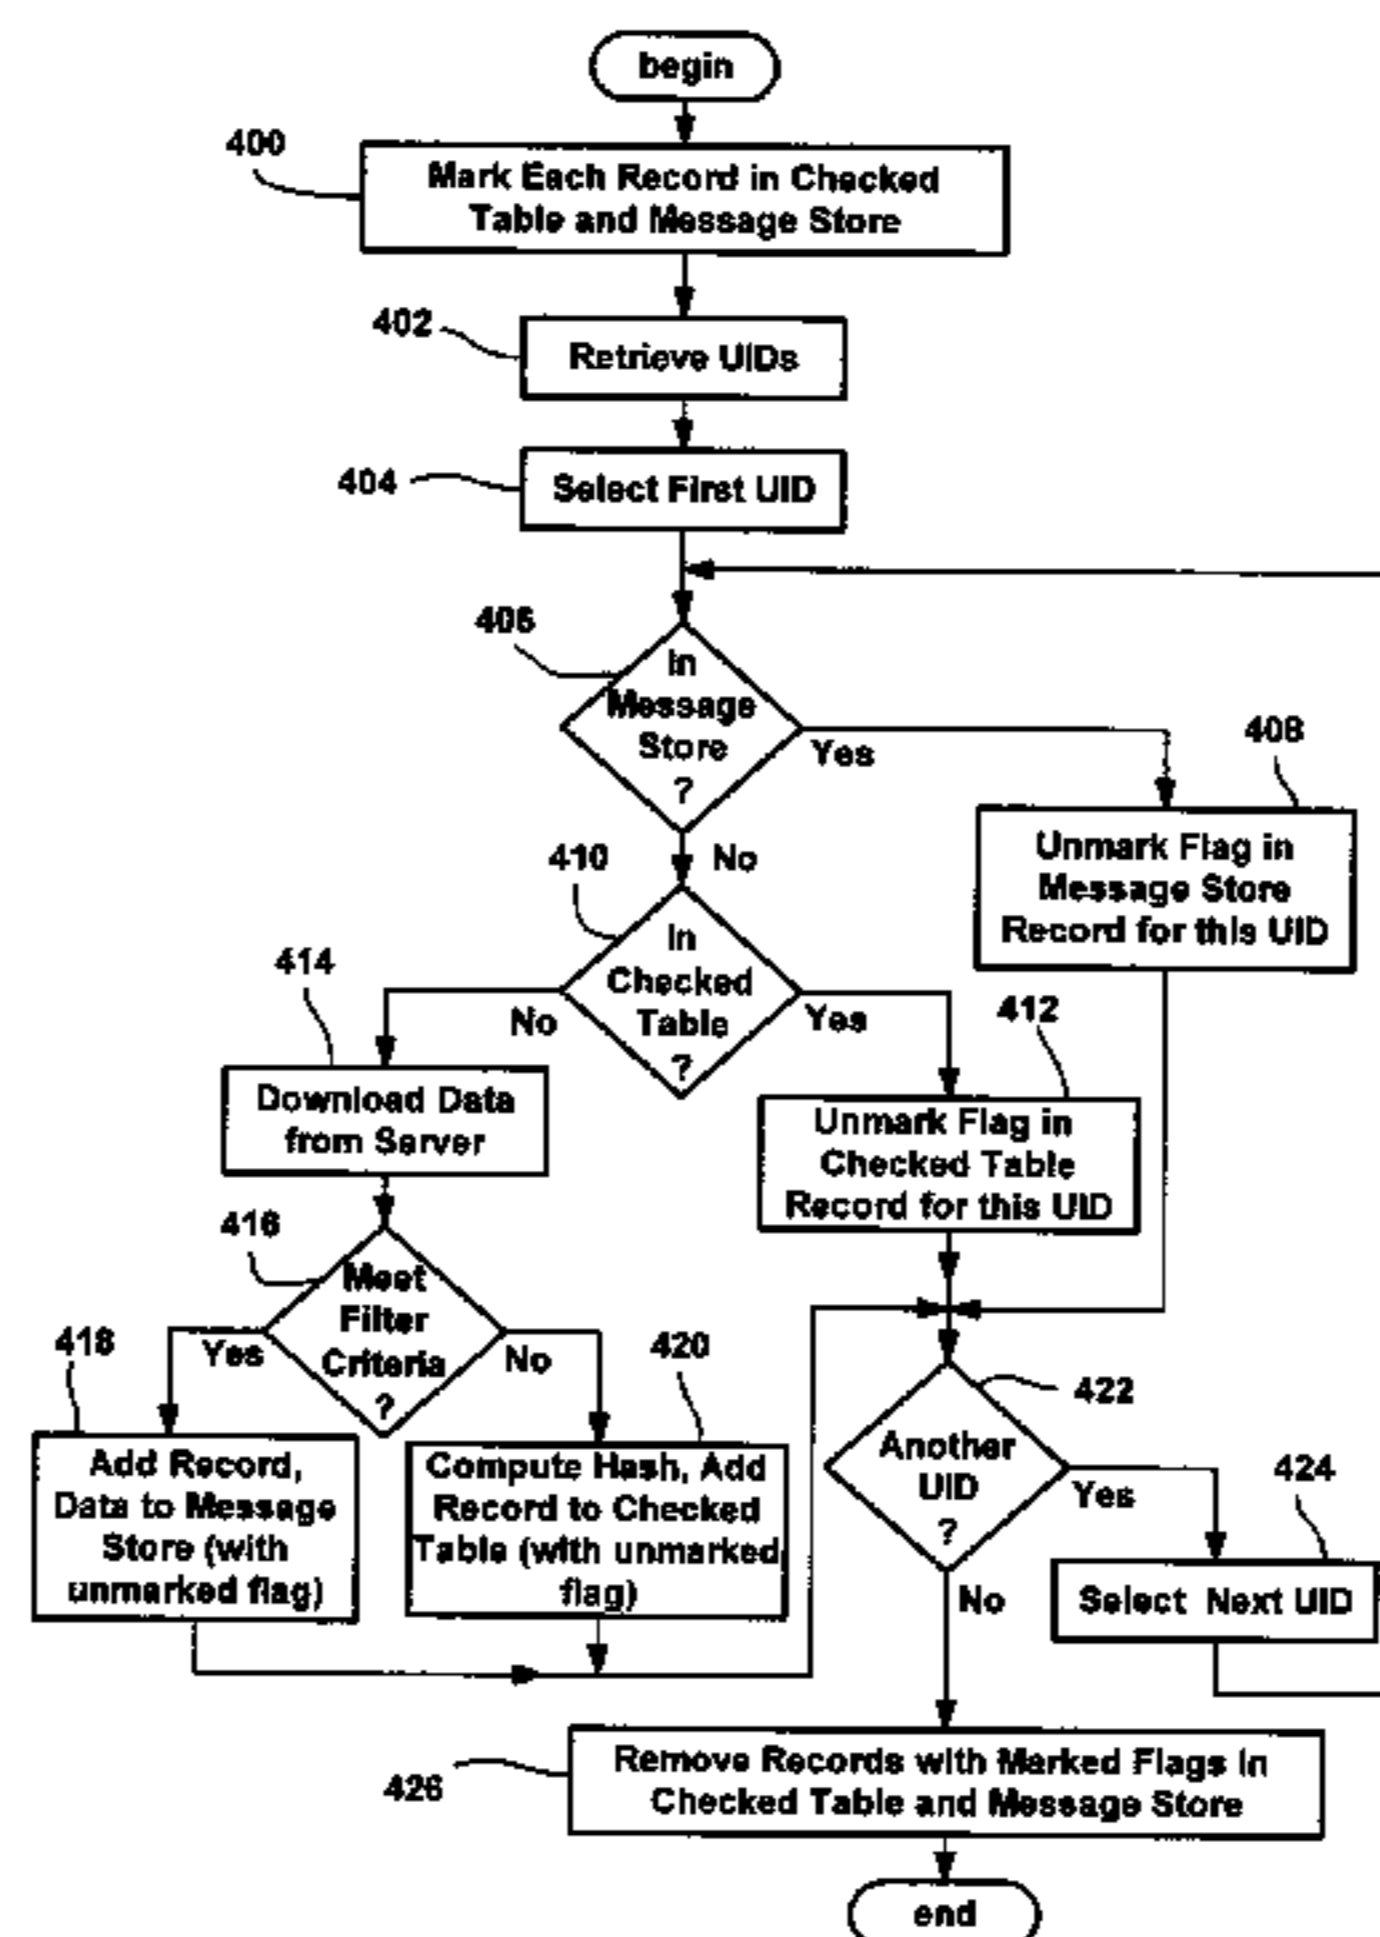 begin
400
Mark Each Record in Checked
Table and Message Store
402
Retrieve UIDs
404
Select First UID
406
In
Message
Store
?
Yes
408
Unmark Flag in
Message Store
Record for this UID
No
410
In
Checked
Table
?
No
Yes
412
Unmark Flag in
Checked Table
Record for this UID
414
Download Data
from Server
416
Meet
Filter
Criteria
?
Yes
No
418
Add Record,
Data to Message
Store (with
unmarked flag)
420
Compute Hash, Add
Record to Checked
Table (with unmarked
flag)
422
Another
UID
?
Yes
424
Select Next UID
No
426
Remove Records with Marked Flags in
Checked Table and Message Store
end